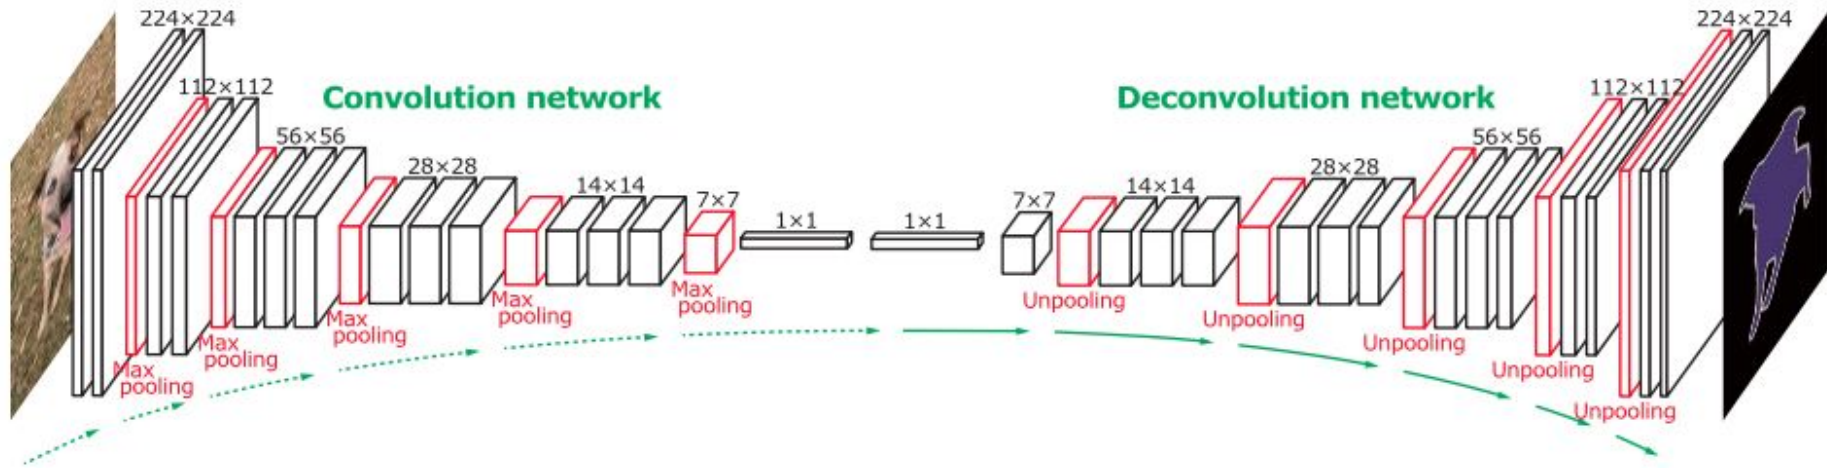 224×224
112×112
Convolution network
56×56
28×28
14×14
7×7
1×1
1×1
7×7
14×14
28×28
Deconvolution network
56×56
112×112
224×224
Max
pooling
Max
pooling
Max
pooling
Max
pooling
Max
pooling
Unpooling
Unpooling
Unpooling
Unpooling
Unpooling